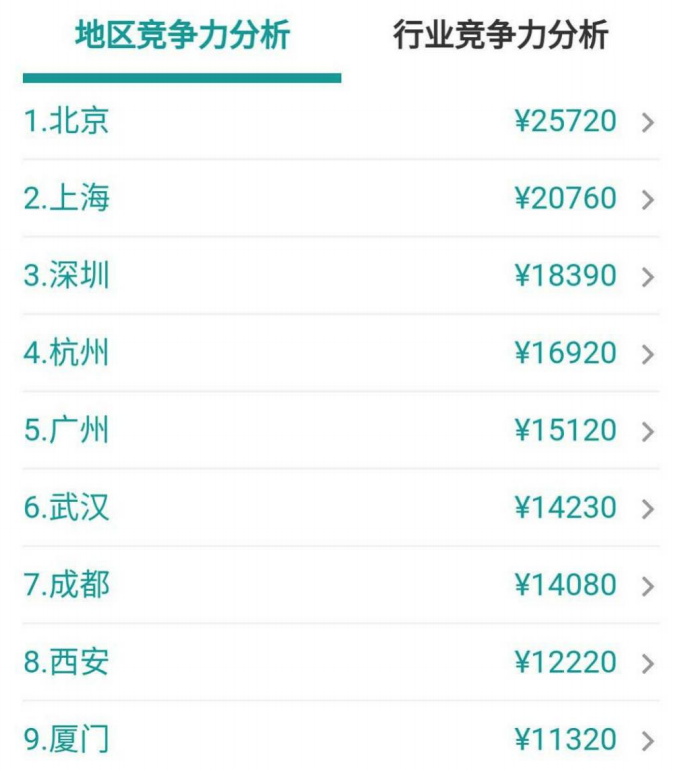 地区竞争力分析 行业竞争力分析
1.北京 ¥25720
2.上海 ¥20760
3.深圳 ¥18390
4.杭州 ¥16920
5.广州 ¥15120
6.武汉 ¥14230
7.成都 ¥14080
8.西安 ¥12220
9.厦门 ¥11320